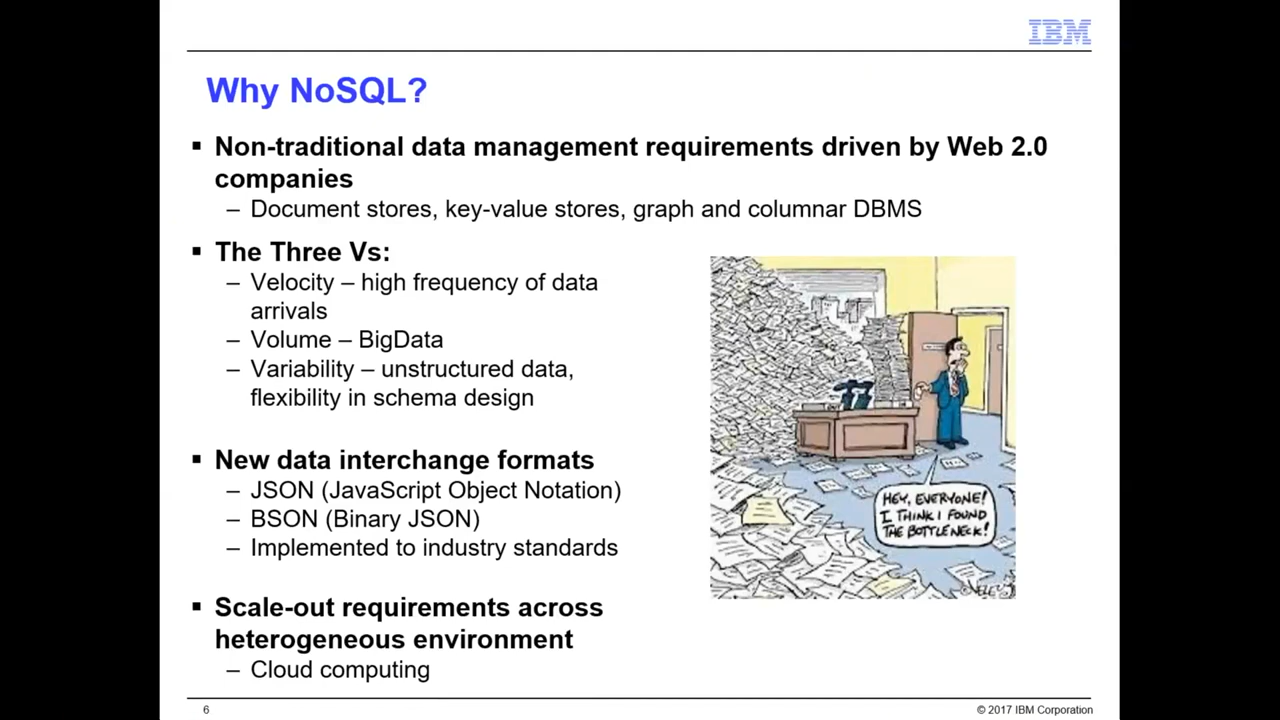 IBM
Why NoSQL?
▪ Non-traditional data management requirements driven by Web 2.0
companies
– Document stores, key-value stores, graph and columnar DBMS
▪ The Three Vs:
– Velocity – high frequency of data
arrivals
– Volume – BigData
– Variability – unstructured data,
flexibility in schema design
▪ New data interchange formats
– JSON (JavaScript Object Notation)
– BSON (Binary JSON)
– Implemented to industry standards
▪ Scale-out requirements across
heterogeneous environment
– Cloud computing
HEY, EVERYONE!
I THINK I FOUND
THE BOTTLENECK!
6
© 2017 IBM Corporation